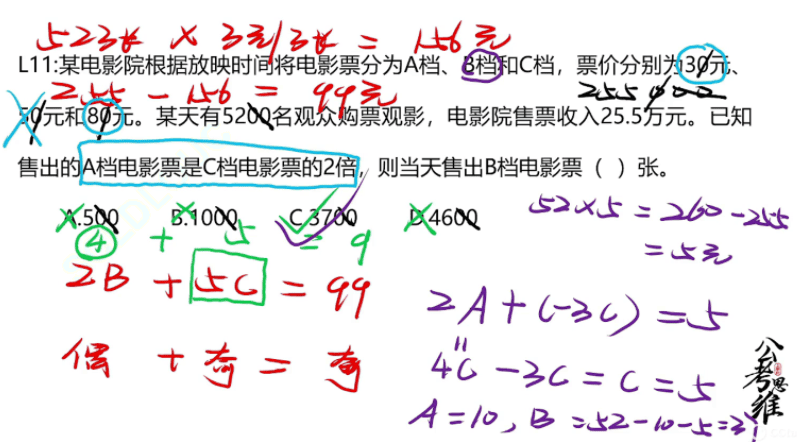 523张 × 3元/3张 = 156元
L11:某电影院根据放映时间将电影票分为A档、B档和C档，票价分别为30元、
255 - 156 = 99元
255000
50元和80元。某天有5200名观众购票观影，电影院售票收入25.5万元。已知
售出的A档电影票是C档电影票的2倍，则当天售出B档电影票（ ）张。
A.500 B.1000 C.3700 D.4600
④ + 5 = 9
52×5=260-255
=5元
2B + 5C = 99
2A+(-3C)=5
偶 + 奇 = 奇
4C-3C=C=5
A=10, B=52-10-5=37
公考思维